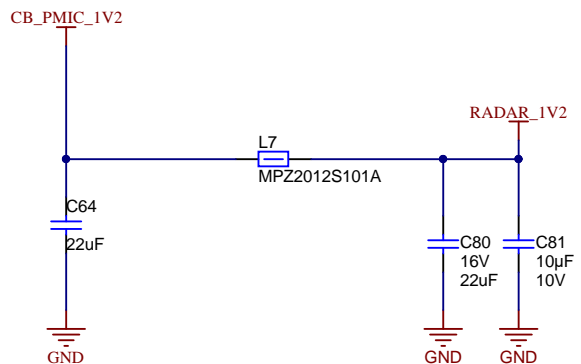 CB_PMIC_1V2
RADAR_1V2
L7
MPZ2012S101A
C64
22uF
C80
16V
22uF
C81
10µF
10V
GND
GND
GND